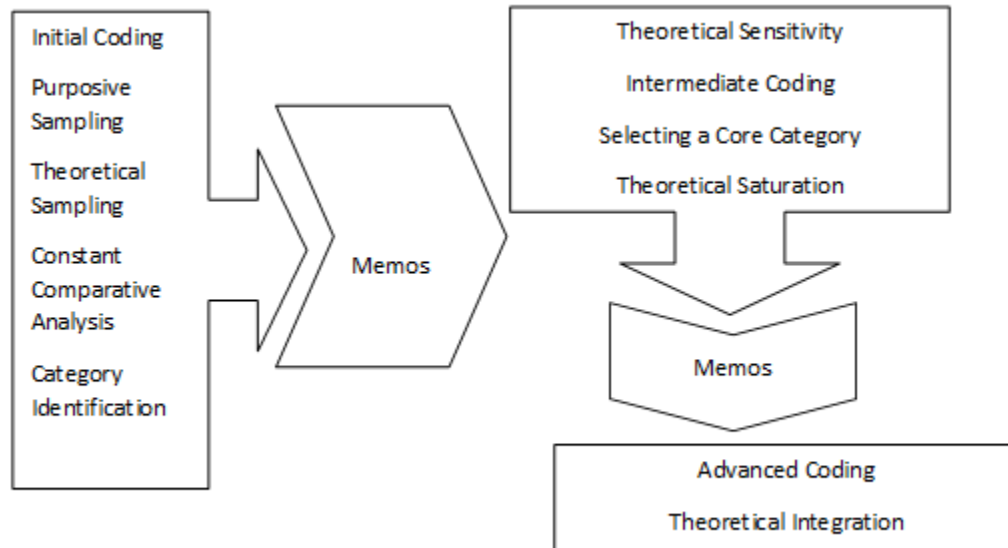 Initial Coding
Purposive
Sampling
Theoretical
Sampling
Constant
Comparative
Analysis
Category
Identification
Memos
Theoretical Sensitivity
Intermediate Coding
Selecting a Core Category
Theoretical Saturation
Memos
Advanced Coding
Theoretical Integration